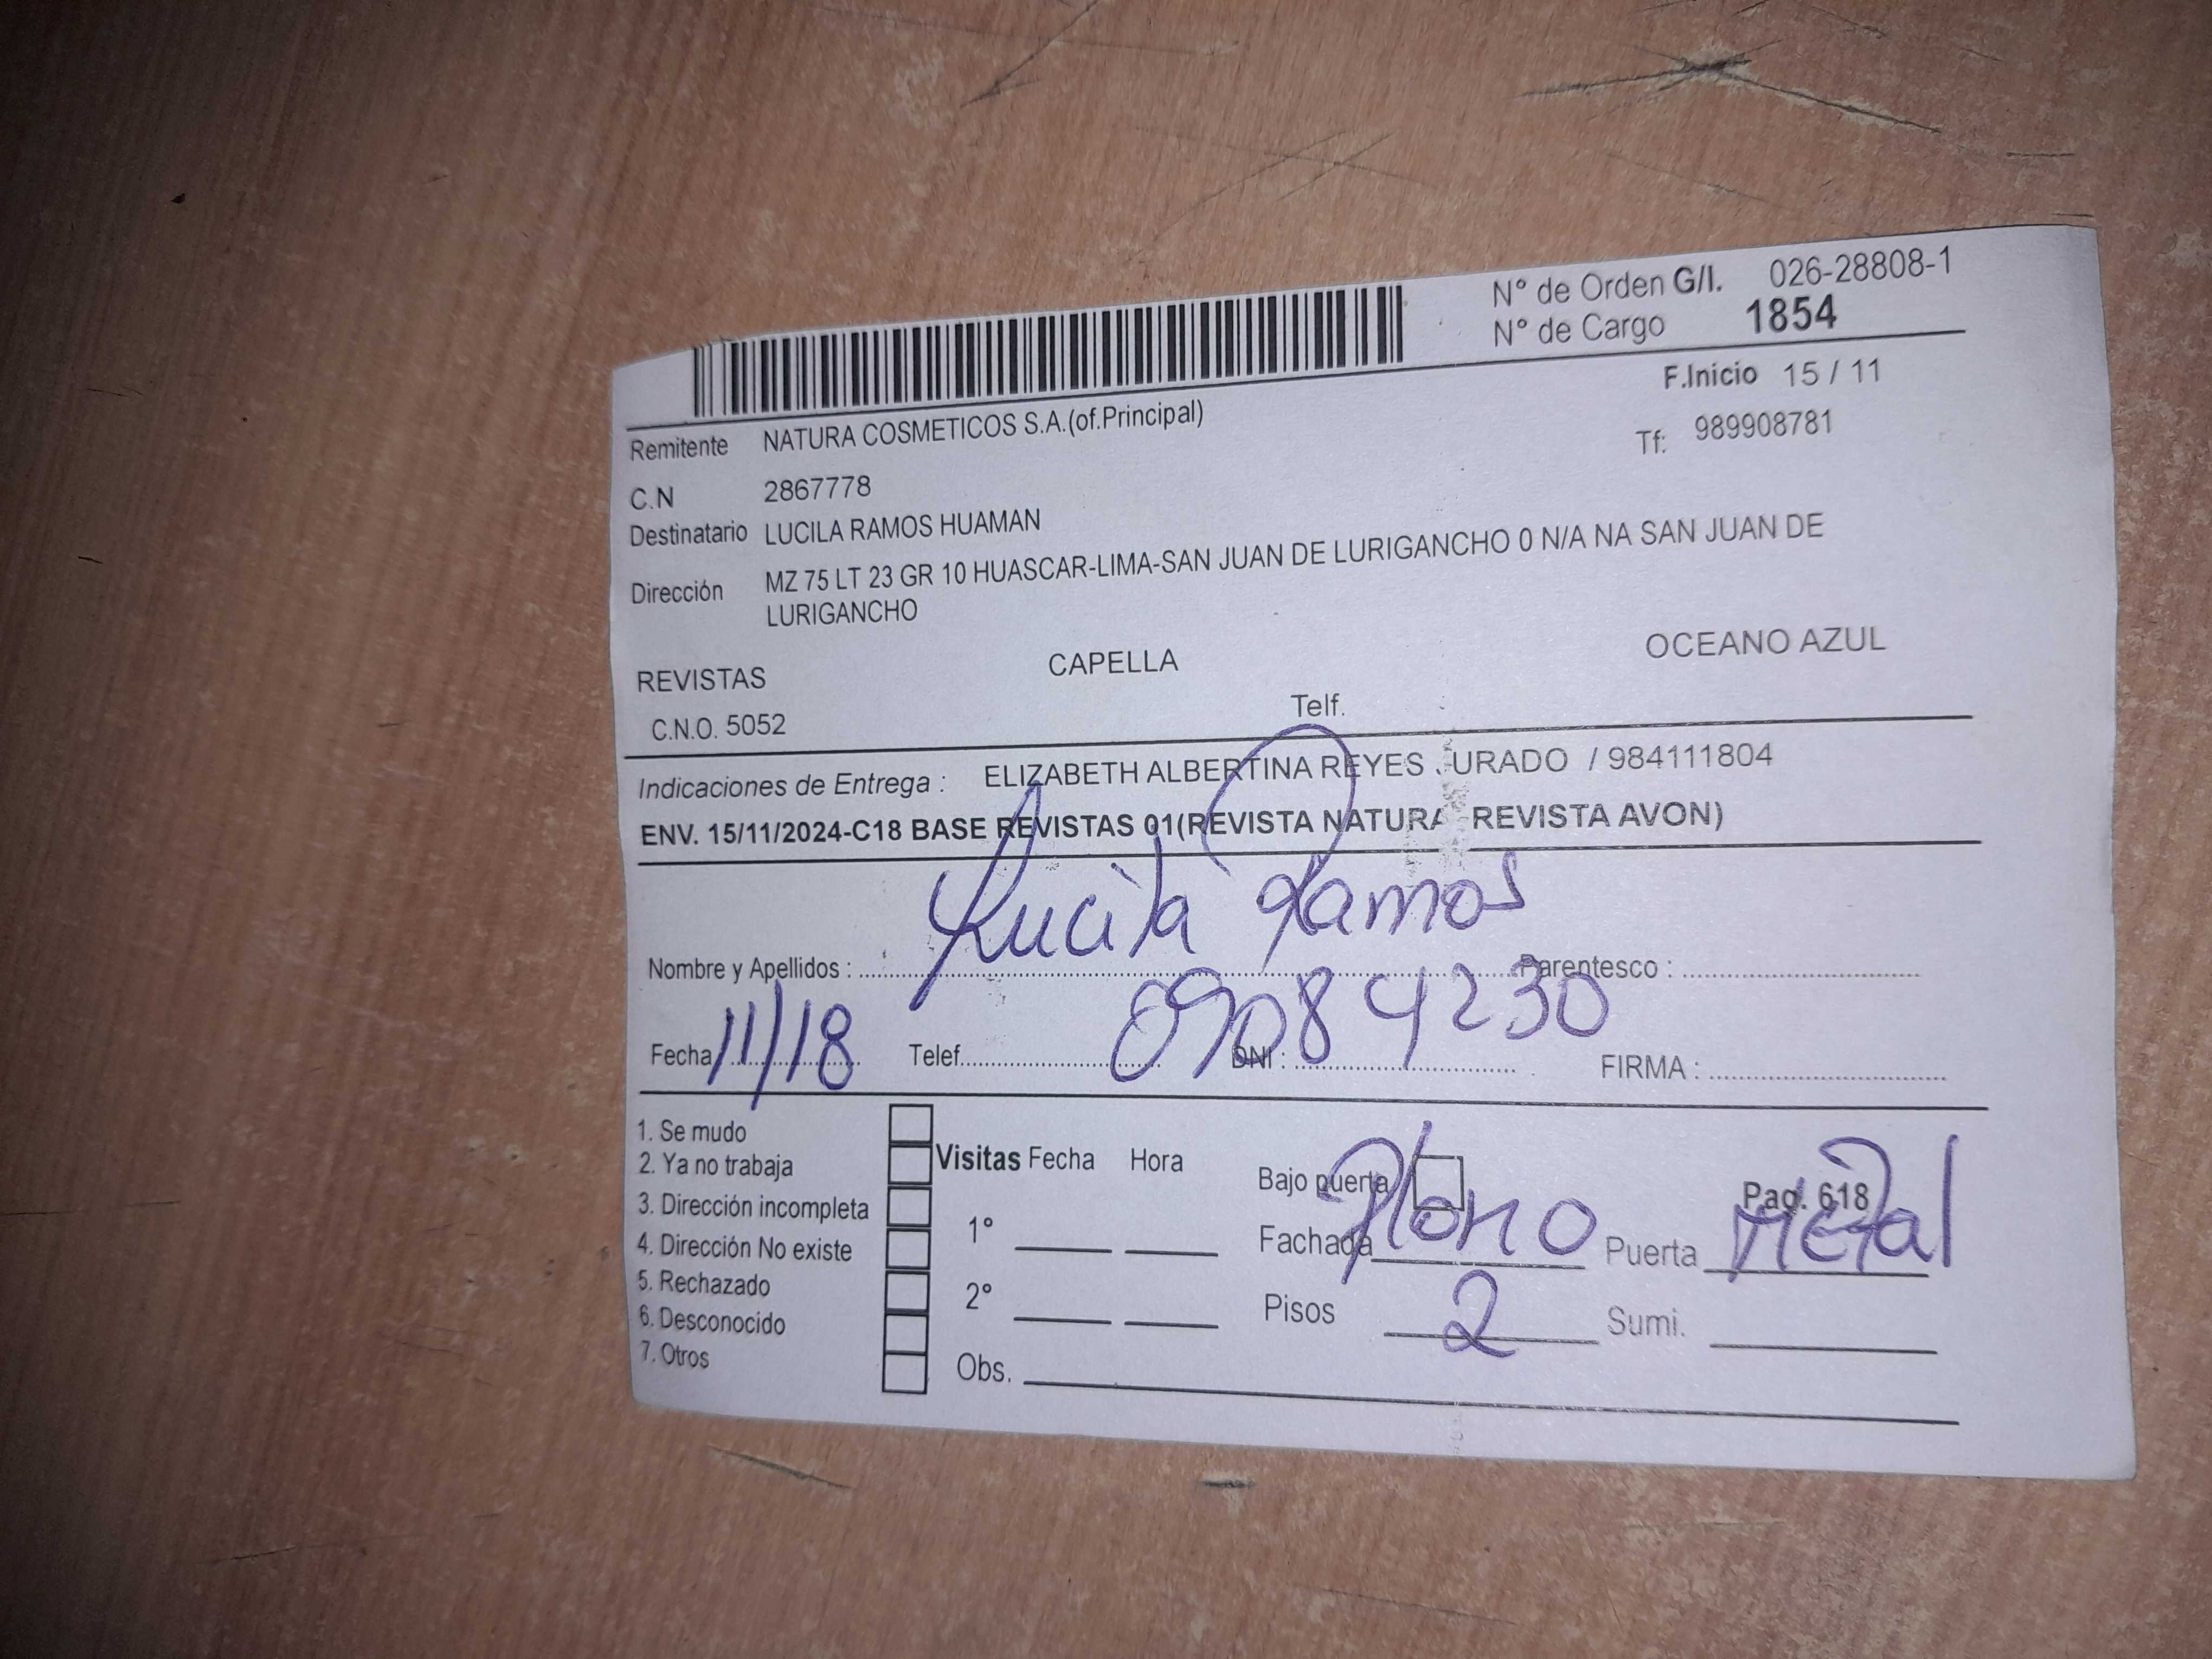 N° de Orden G/I. 026-28808-1
N° de Cargo 1854
F.Inicio 15 / 11
Remitente NATURA COSMETICOS S.A.(of.Principal)
Tf: 989908781
C.N 2867778
Destinatario LUCILA RAMOS HUAMAN
Dirección MZ 75 LT 23 GR 10 HUASCAR-LIMA-SAN JUAN DE LURIGANCHO 0 N/A NA SAN JUAN DE
LURIGANCHO
REVISTAS CAPELLA OCEANO AZUL
C.N.O. 5052 Telf.
Indicaciones de Entrega : ELIZABETH ALBERTINA REYES JURADO / 984111804
ENV. 15/11/2024-C18 BASE REVISTAS 01(REVISTA NATURA REVISTA AVON)
Nombre y Apellidos : Lucila Ramos Parentesco :
Fecha 11/18 Telef. DNI : 09084230 FIRMA :
1. Se mudo
2. Ya no trabaja
3. Dirección incompleta
4. Dirección No existe
5. Rechazado
6. Desconocido
7. Otros
Visitas Fecha Hora
1°
2°
Obs.
Bajo puerta Pag. 618
Fachada Plomo Puerta Metal
Pisos 2 Sumi.